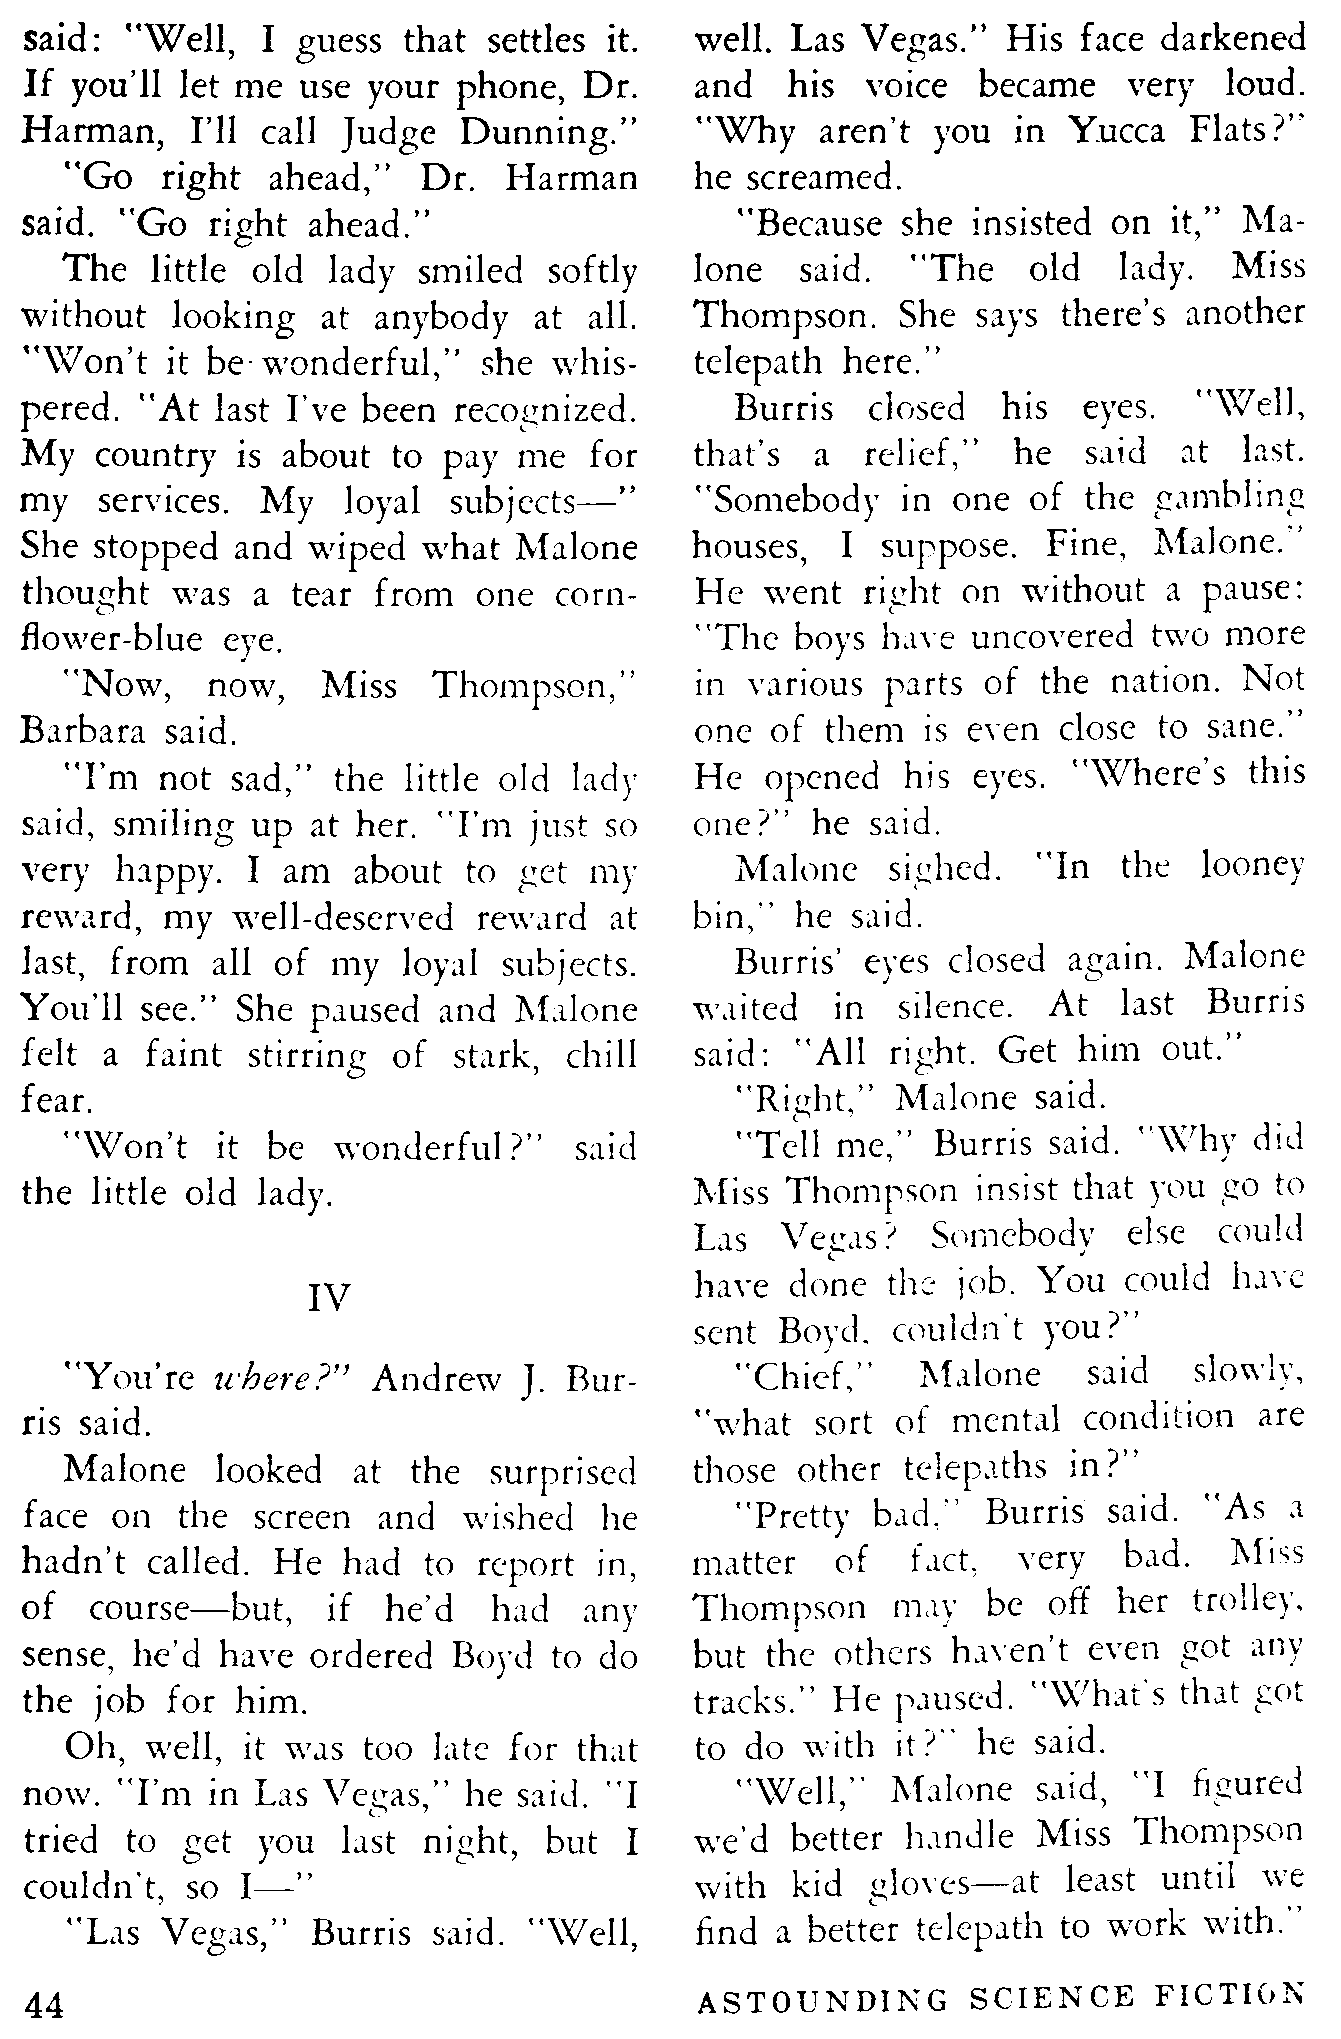 said: "Well, I guess that settles it.
If you'll let me use your phone, Dr.
Harman, I'll call Judge Dunning."
"Go right ahead," Dr. Harman
said. "Go right ahead."
The little old lady smiled softly
without looking at anybody at all.
"Won't it be wonderful," she whis-
pered. "At last I've been recognized.
My country is about to pay me for
my services. My loyal subjects—"
She stopped and wiped what Malone
thought was a tear from one corn-
flower-blue eye.
"Now, now, Miss Thompson,"
Barbara said.
"I'm not sad," the little old lady
said, smiling up at her. "I'm just so
very happy. I am about to get my
reward, my well-deserved reward at
last, from all of my loyal subjects.
You'll see." She paused and Malone
felt a faint stirring of stark, chill
fear.
"Won't it be wonderful?" said
the little old lady.
IV
"You're where?" Andrew J. Bur-
ris said.
Malone looked at the surprised
face on the screen and wished he
hadn't called. He had to report in,
of course—but, if he'd had any
sense, he'd have ordered Boyd to do
the job for him.
Oh, well, it was too late for that
now. "I'm in Las Vegas," he said. "I
tried to get you last night, but I
couldn't, so I—"
"Las Vegas," Burris said. "Well,
well. Las Vegas." His face darkened
and his voice became very loud.
"Why aren't you in Yucca Flats?"
he screamed.
"Because she insisted on it," Ma-
lone said. "The old lady. Miss
Thompson. She says there's another
telepath here."
Burris closed his eyes. "Well,
that's a relief," he said at last.
"Somebody in one of the gambling
houses, I suppose. Fine, Malone."
He went right on without a pause:
"The boys have uncovered two more
in various parts of the nation. Not
one of them is even close to sane."
He opened his eyes. "Where's this
one?" he said.
Malone sighed. "In the looney
bin," he said.
Burris' eyes closed again. Malone
waited in silence. At last Burris
said: "All right. Get him out."
"Right," Malone said.
"Tell me," Burris said. "Why did
Miss Thompson insist that you go to
Las Vegas? Somebody else could
have done the job. You could have
sent Boyd, couldn't you?"
"Chief," Malone said slowly,
"what sort of mental condition are
those other telepaths in?"
"Pretty bad," Burris said. "As a
matter of fact, very bad. Miss
Thompson may be off her trolley,
but the others haven't even got any
tracks." He paused. "What's that got
to do with it?" he said.
"Well," Malone said, "I figured
we'd better handle Miss Thompson
with kid gloves—at least until we
find a better telepath to work with."
44
ASTOUNDING SCIENCE FICTION